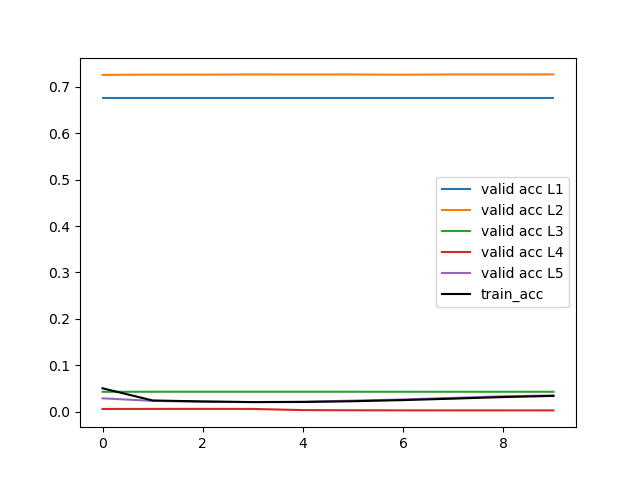 0.7
0.6
0.5
0.4
0.3
0.2
0.1
0.0
0 2 4 6 8
valid acc L1
valid acc L2
valid acc L3
valid acc L4
valid acc L5
train_acc